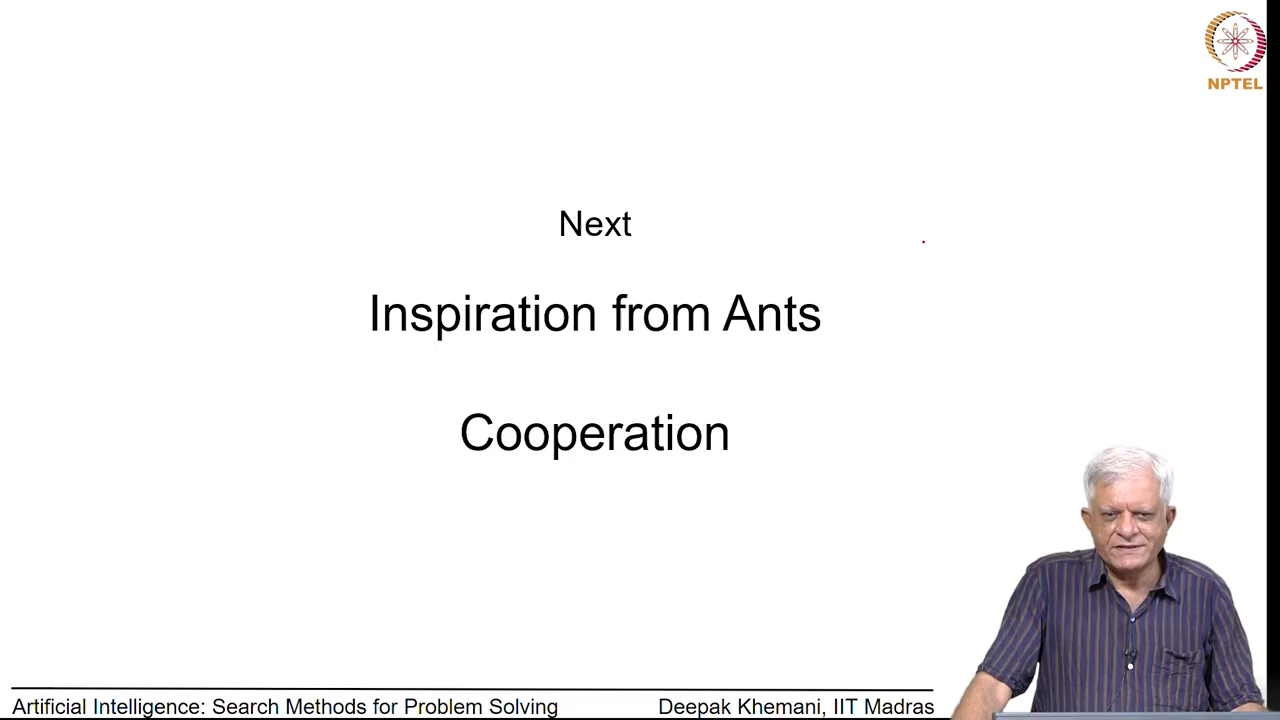 NPTEL
Next
Inspiration from Ants
Cooperation
Artificial Intelligence: Search Methods for Problem Solving
Deepak Khemani, IIT Madras